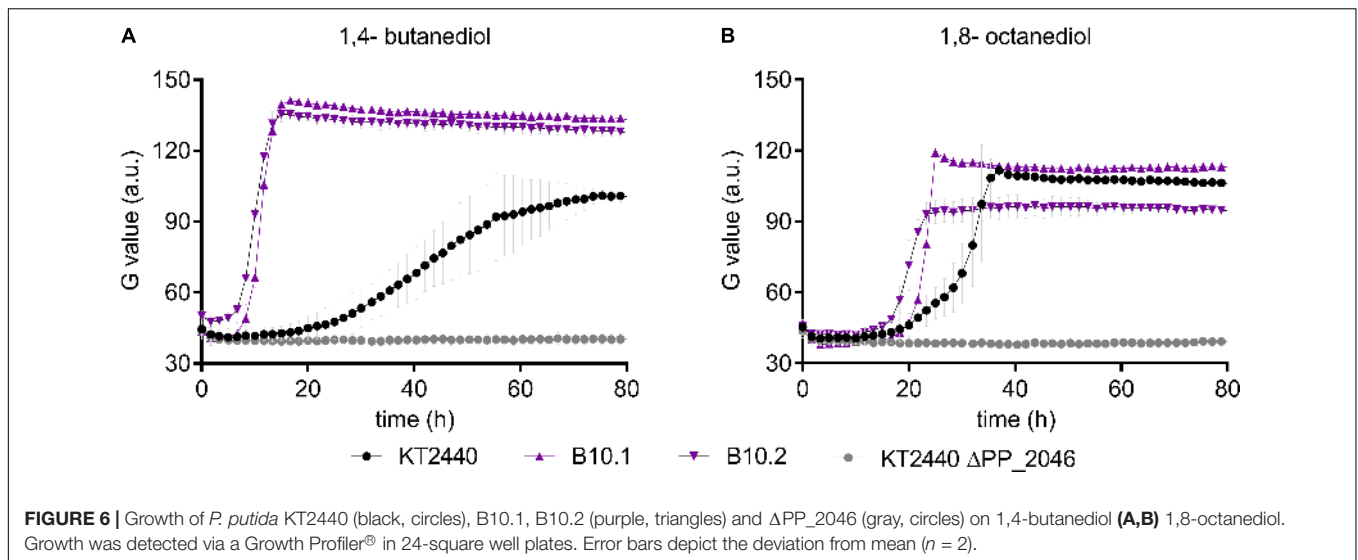 A 1,4- butanediol
150
120
90
60
30
G value (a.u.)
0 20 40 60 80
time (h)
B 1,8- octanediol
150
120
90
60
30
G value (a.u.)
0 20 40 60 80
time (h)
KT2440 B10.1 B10.2 KT2440 ΔPP_2046
FIGURE 6 | Growth of P. putida KT2440 (black, circles), B10.1, B10.2 (purple, triangles) and ΔPP_2046 (gray, circles) on 1,4-butanediol (A,B) 1,8-octanediol.
Growth was detected via a Growth Profiler® in 24-square well plates. Error bars depict the deviation from mean (n = 2).